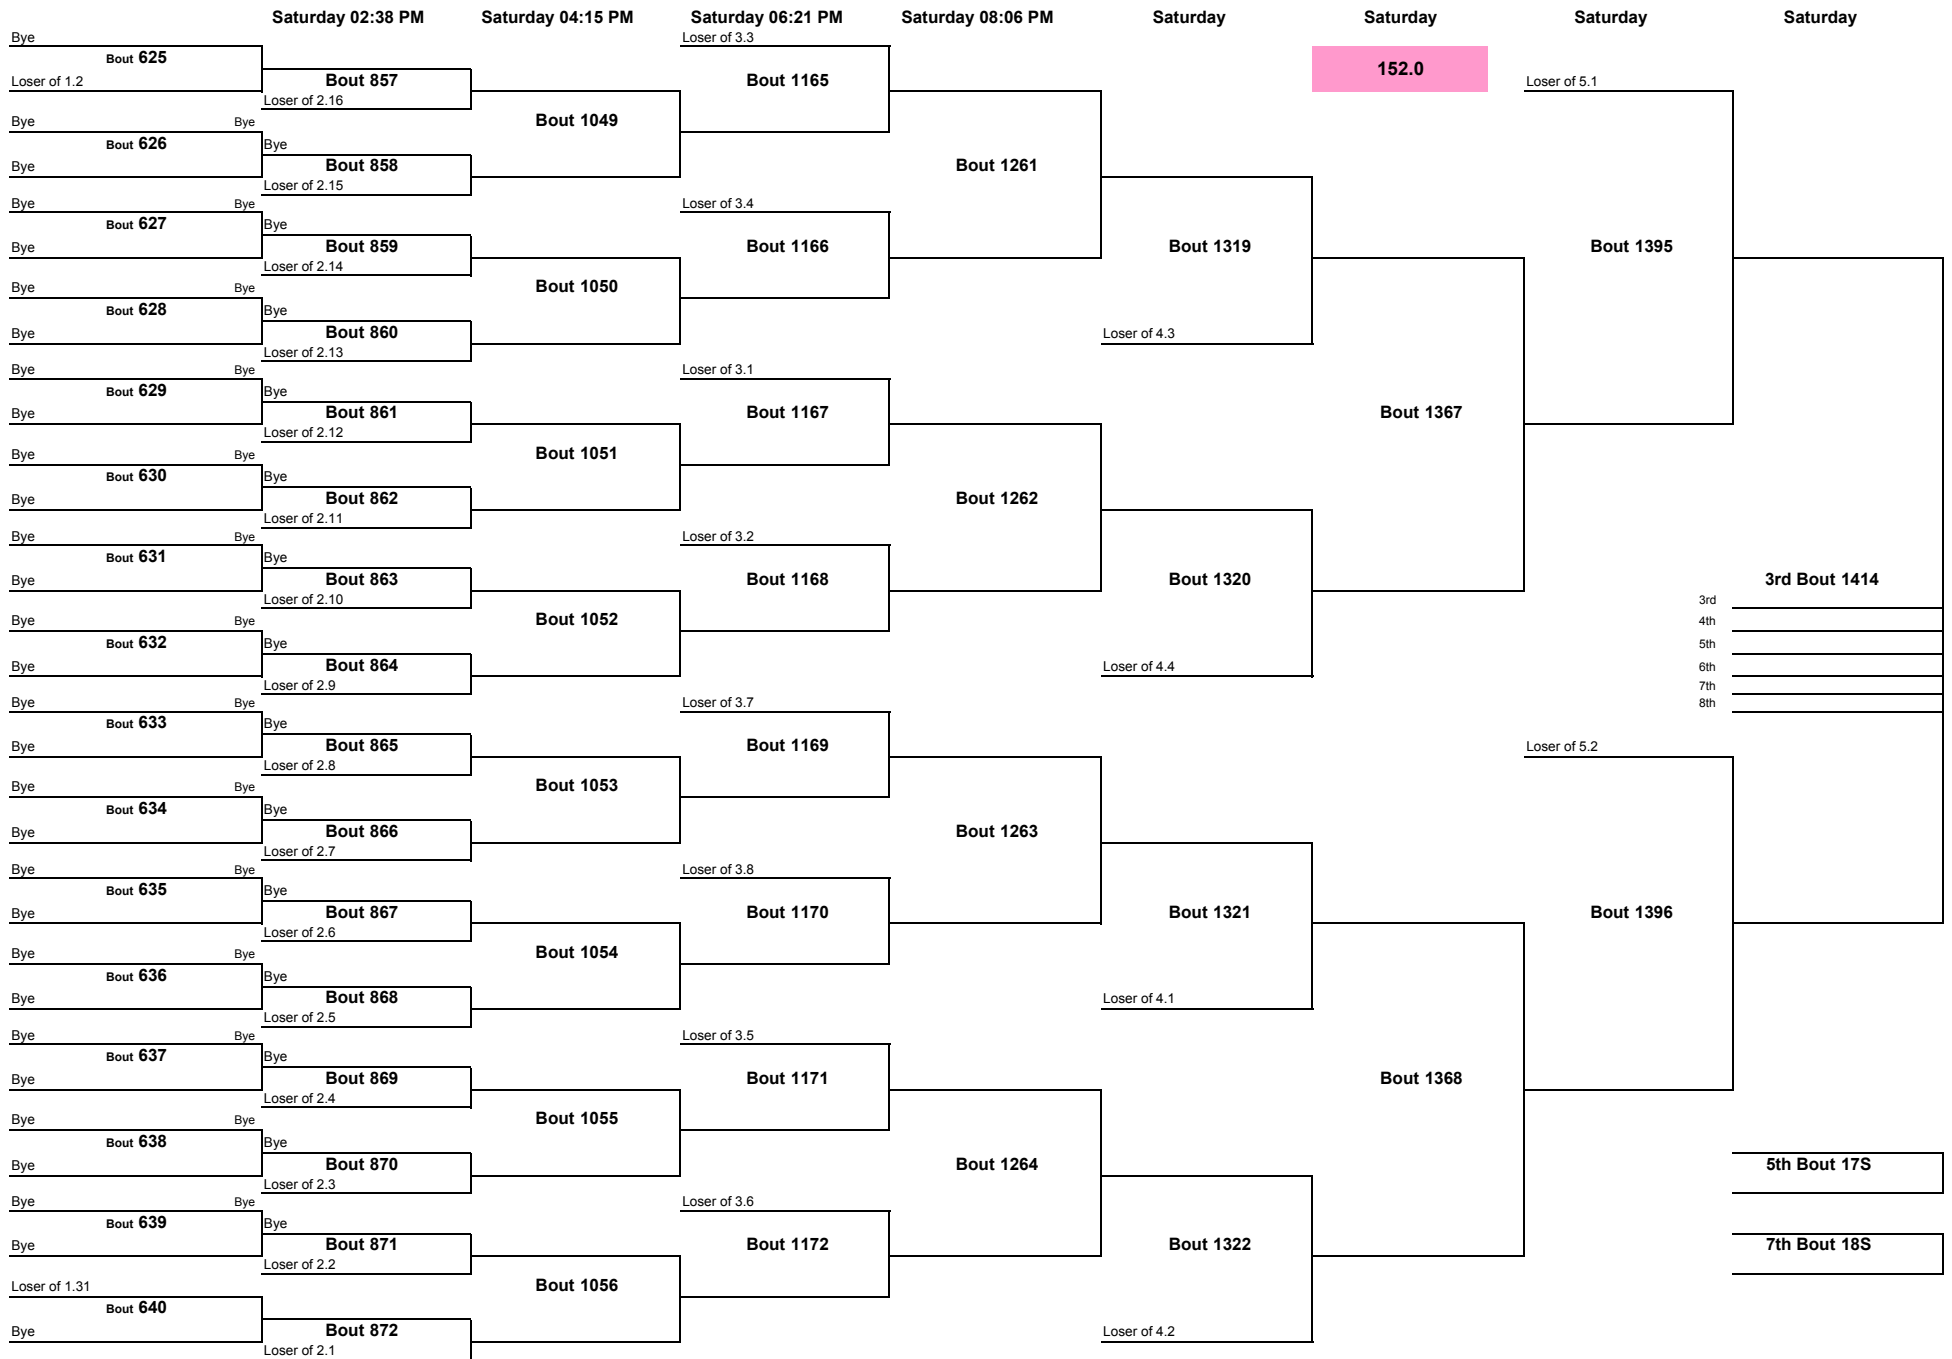 Saturday 02:38 PM Saturday 04:15 PM Saturday 06:21 PM Saturday 08:06 PM Saturday Saturday Saturday Saturday
Bye Loser of 3.3
Bout 625 152.0
Loser of 1.2 Bout 857 Bout 1165 Loser of 5.1
Loser of 2.16
Bye Bye Bout 1049
Bout 626 Bye
Bye Bout 858 Bout 1261
Loser of 2.15
Bye Bye Loser of 3.4
Bout 627 Bye
Bye Bout 859 Bout 1166 Bout 1319 Bout 1395
Loser of 2.14
Bye Bye Bout 1050
Bout 628 Bye
Bye Bout 860 Loser of 4.3
Loser of 2.13
Bye Bye Loser of 3.1
Bout 629 Bye
Bye Bout 861 Bout 1167 Bout 1367
Loser of 2.12
Bye Bye Bout 1051
Bout 630 Bye
Bye Bout 862 Bout 1262
Loser of 2.11
Bye Bye Loser of 3.2
Bout 631 Bye
Bye Bout 863 Bout 1168 Bout 1320 3rd Bout 1414
Loser of 2.10 3rd
Bye Bye Bout 1052 4th
Bout 632 Bye 5th
Bye Bout 864 Loser of 4.4 6th
Loser of 2.9 7th
Bye Bye Loser of 3.7 8th
Bout 633 Bye
Bye Bout 865 Bout 1169 Loser of 5.2
Loser of 2.8
Bye Bye Bout 1053
Bout 634 Bye
Bye Bout 866 Bout 1263
Loser of 2.7
Bye Bye Loser of 3.8
Bout 635 Bye
Bye Bout 867 Bout 1170 Bout 1321 Bout 1396
Loser of 2.6
Bye Bye Bout 1054
Bout 636 Bye
Bye Bout 868 Loser of 4.1
Loser of 2.5
Bye Bye Loser of 3.5
Bout 637 Bye
Bye Bout 869 Bout 1171 Bout 1368
Loser of 2.4
Bye Bye Bout 1055
Bout 638 Bye
Bye Bout 870 Bout 1264 5th Bout 17S
Loser of 2.3
Bye Bye Loser of 3.6
Bout 639 Bye
Bye Bout 871 Bout 1172 Bout 1322 7th Bout 18S
Loser of 2.2
Loser of 1.31 Bout 1056
Bout 640
Bye Bout 872 Loser of 4.2
Loser of 2.1